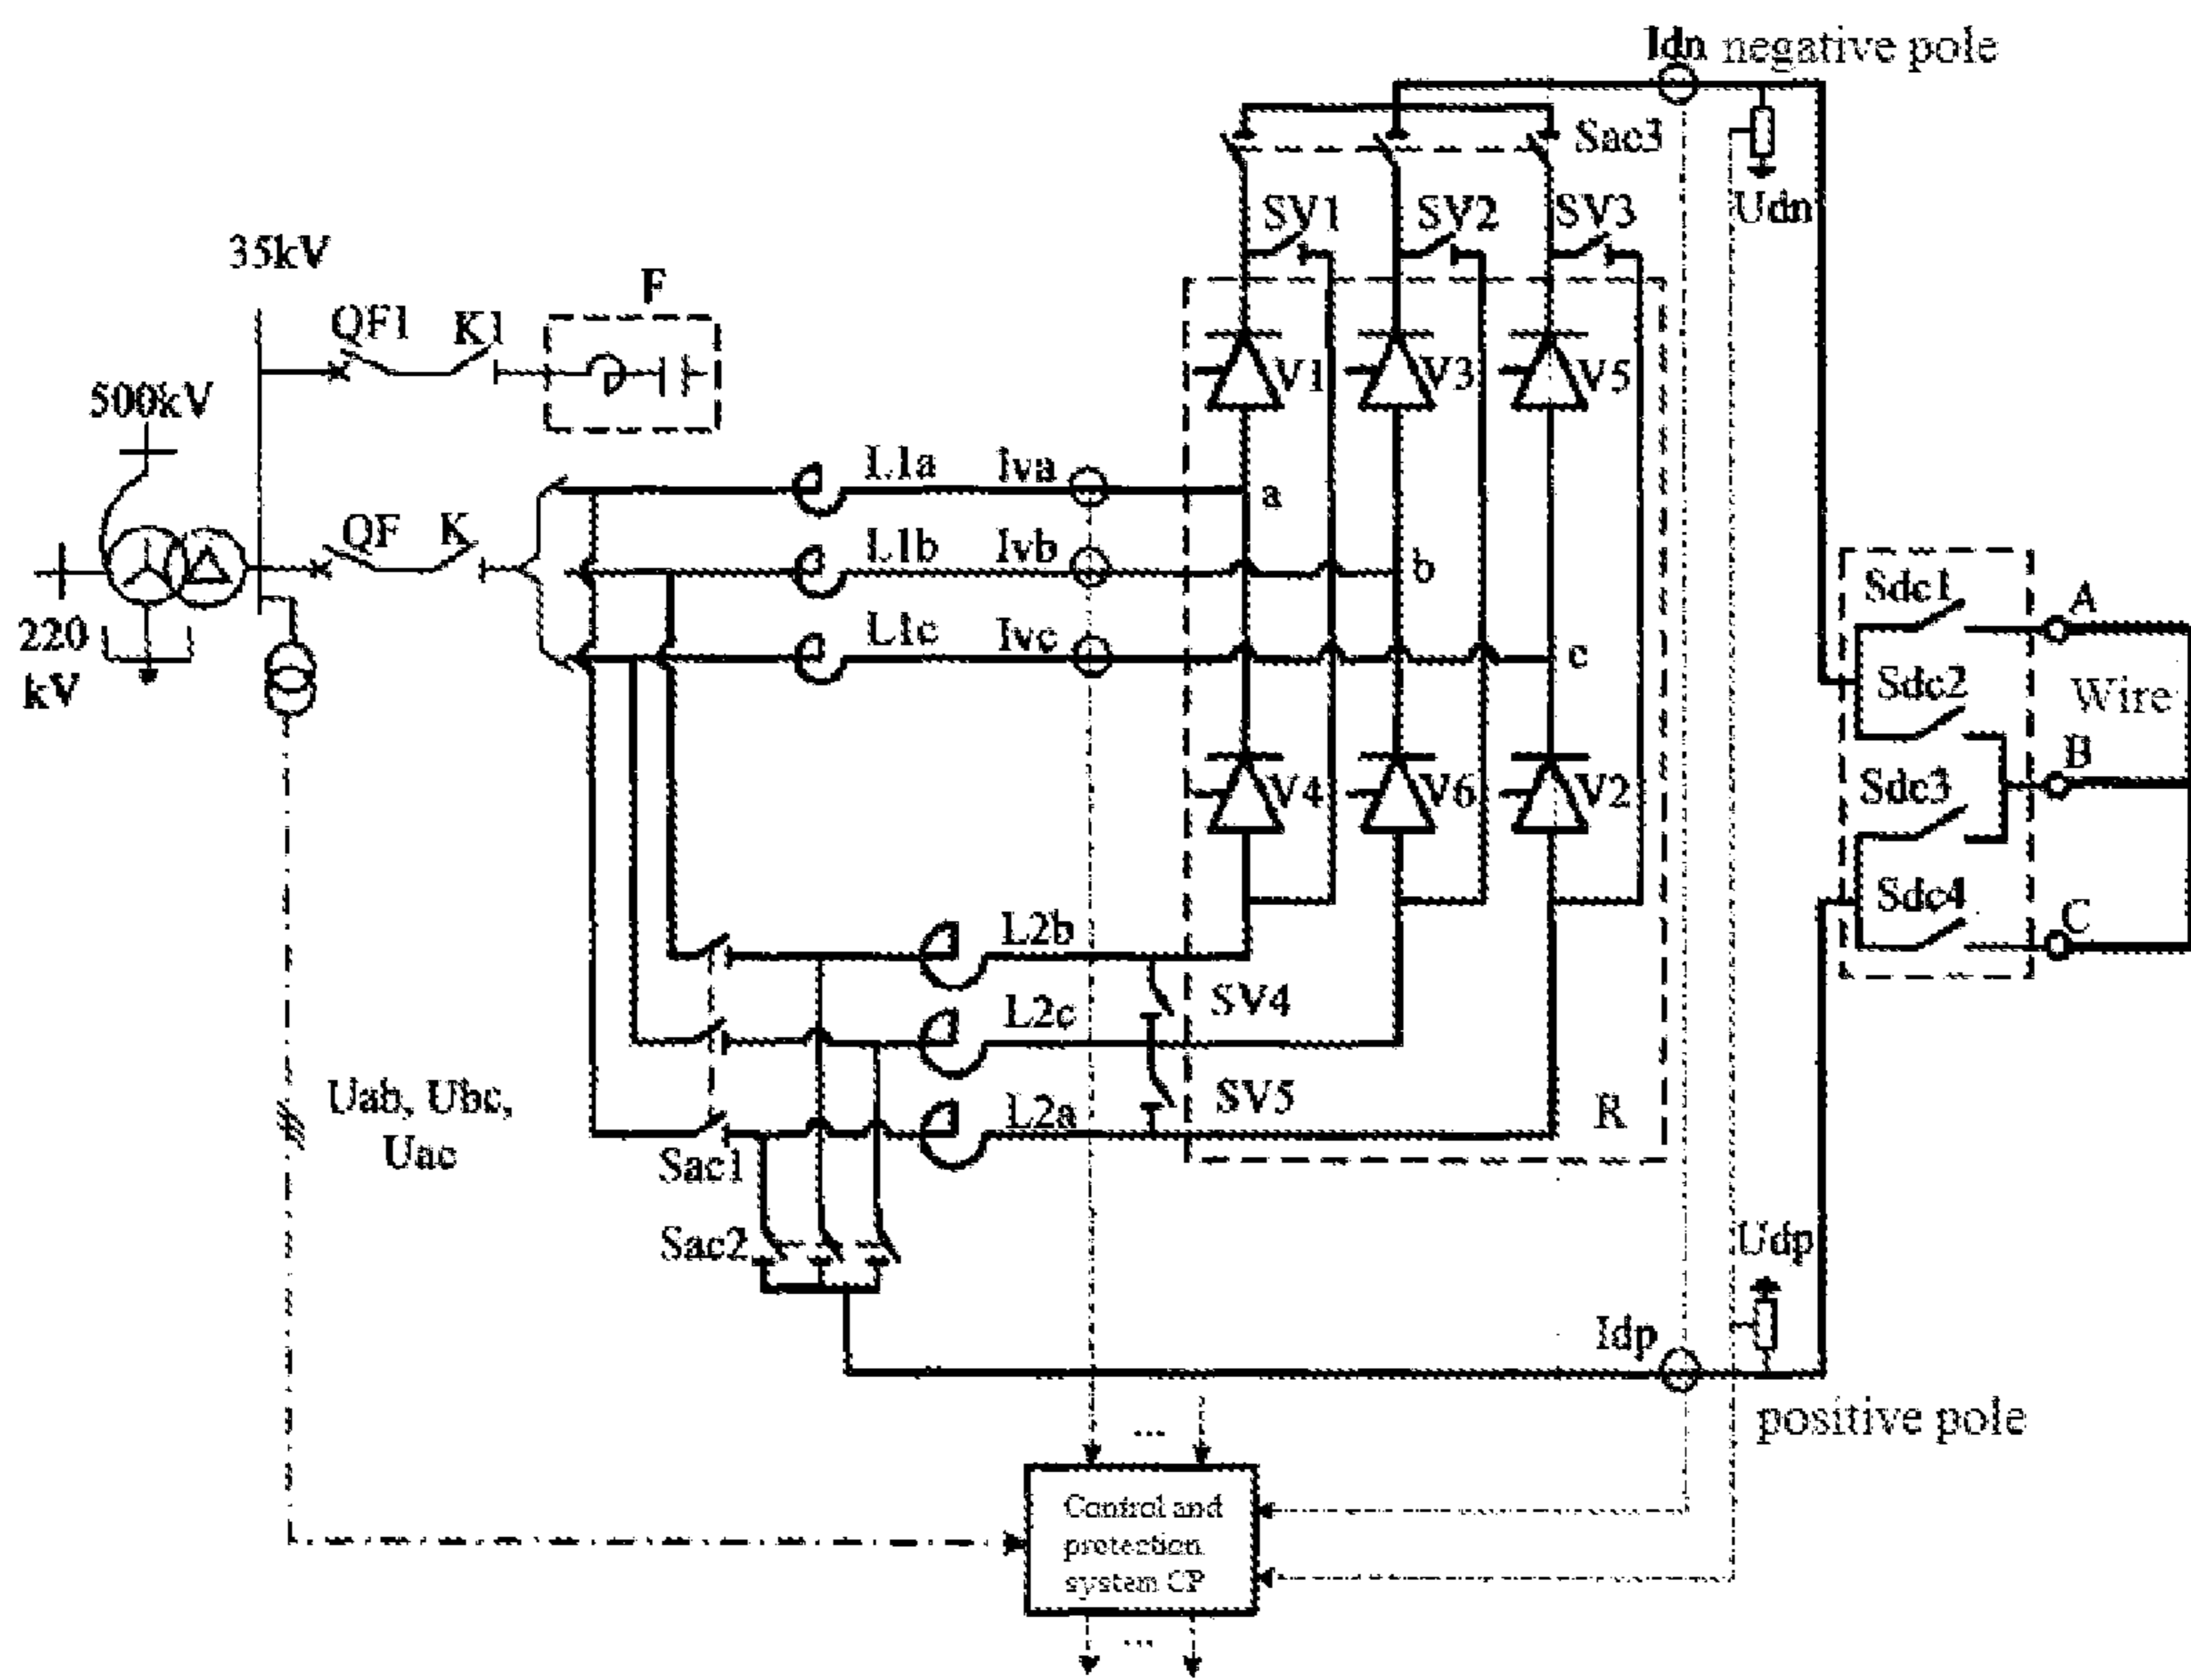 Idn negative pole
Sac3
Udn
SV1 SV2 SV3
35kV
F
QF1 K1
500kV
V1 V3 V5
L1a Iva
a
QF K
L1b Ivb
b
220
kV
L1c Ivc
c
Sdc1 A
Sdc2 Wire
B
Sdc3
V4 V6 V2
Sdc4 C
L2b
SV4
L2c
Uab, Ubc,
Uac
SV5
L2a
R
Sac1
Sac2
Udp
Idp
positive pole
...
Control and
protection
system CP
...